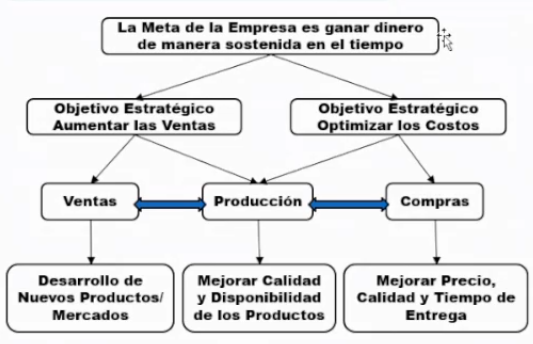 La Meta de la Empresa es ganar dinero
de manera sostenida en el tiempo
Objetivo Estratégico
Aumentar las Ventas
Objetivo Estratégico
Optimizar los Costos
Ventas
Producción
Compras
Desarrollo de
Nuevos Productos/
Mercados
Mejorar Calidad
y Disponibilidad
de los Productos
Mejorar Precio,
Calidad y Tiempo de
Entrega